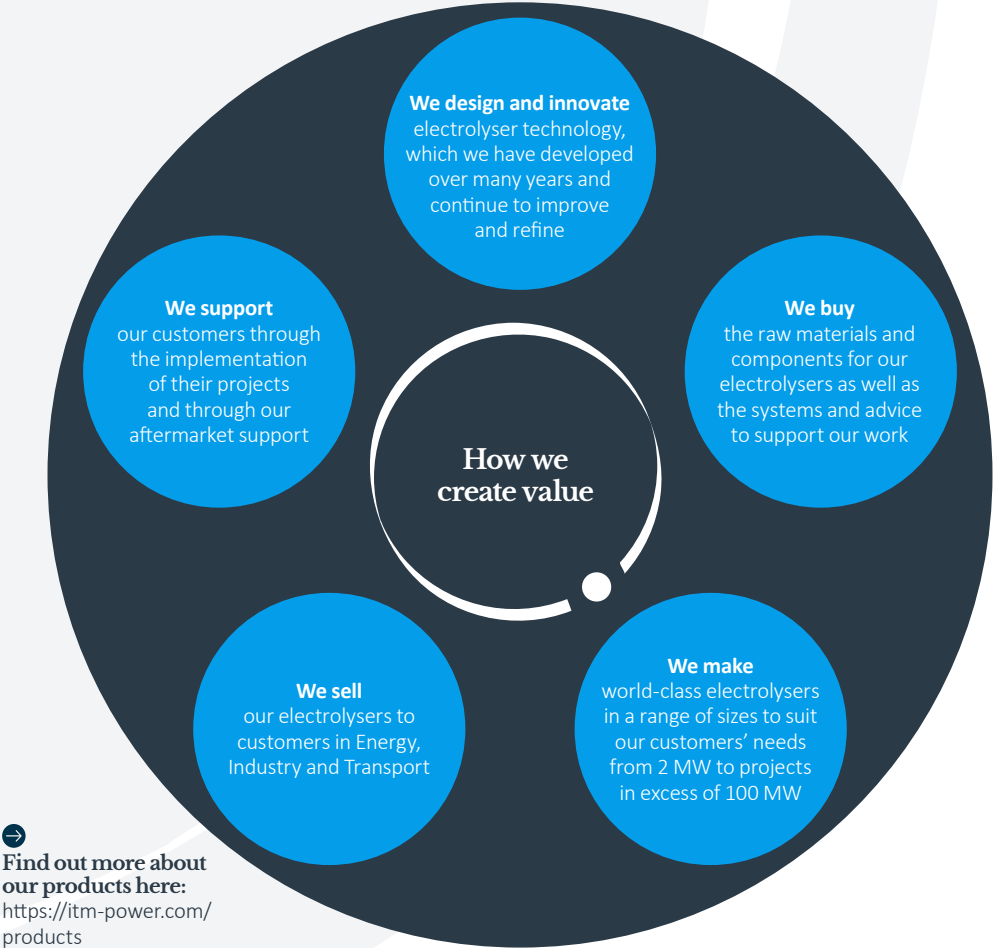 We design and innovate
electrolyser technology,
which we have developed
over many years and
continue to improve
and refine
We buy
the raw materials and
components for our
electrolysers as well as
the systems and advice
to support our work
We make
world-class electrolysers
in a range of sizes to suit
our customers’ needs
from 2 MW to projects
in excess of 100 MW
We sell
our electrolysers to
customers in Energy,
Industry and Transport
We support
our customers through
the implementation
of their projects
and through our
aftermarket support
How we
create value
Find out more about
our products here:
https://itm-power.com/
products